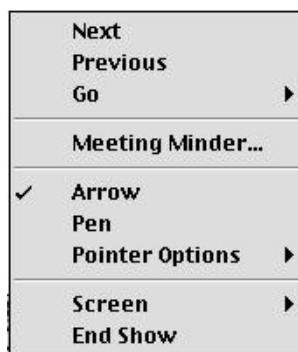 Next
Previous
Go
Meeting Minder...
Arrow
Pen
Pointer Options
Screen
End Show